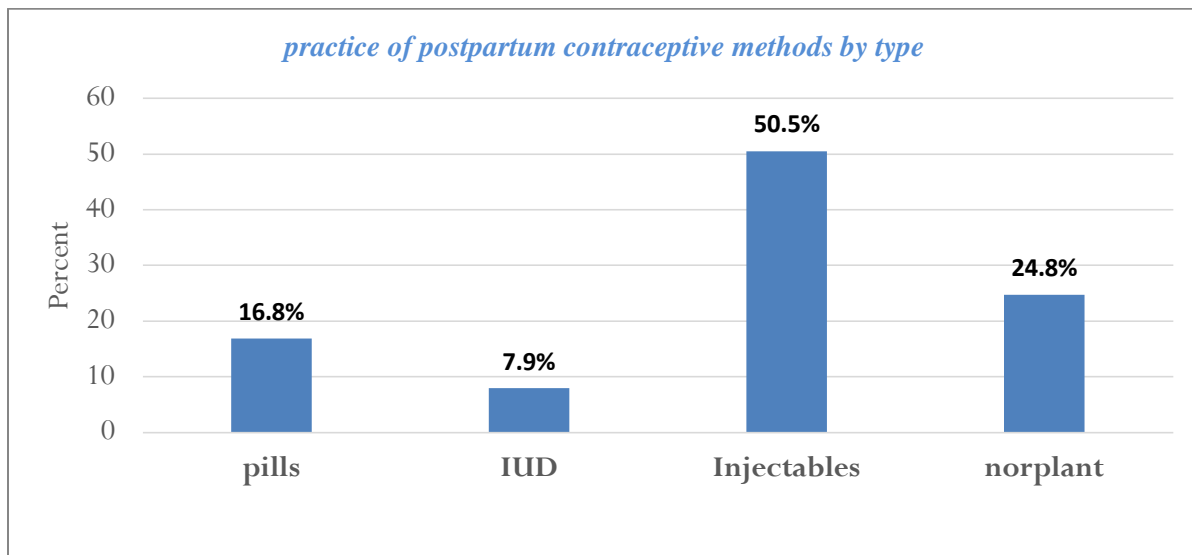 practice of postpartum contraceptive methods by type
Percent
60
50
40
30
20
10
0
16.8%
7.9%
50.5%
24.8%
pills
IUD
Injectables
norplant